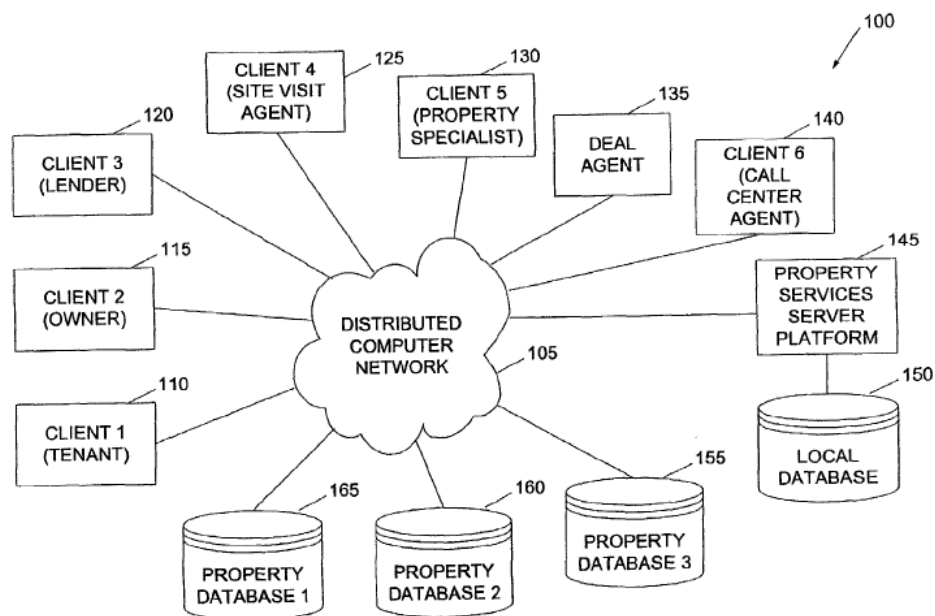 100
125
CLIENT 4
(SITE VISIT
AGENT)
130
CLIENT 5
(PROPERTY
SPECIALIST)
135
DEAL
AGENT
140
CLIENT 6
(CALL
CENTER
AGENT)
120
CLIENT 3
(LENDER)
115
CLIENT 2
(OWNER)
110
CLIENT 1
(TENANT)
DISTRIBUTED
COMPUTER
NETWORK
105
145
PROPERTY
SERVICES
SERVER
PLATFORM
150
LOCAL
DATABASE
165
PROPERTY
DATABASE 1
160
PROPERTY
DATABASE 2
155
PROPERTY
DATABASE 3